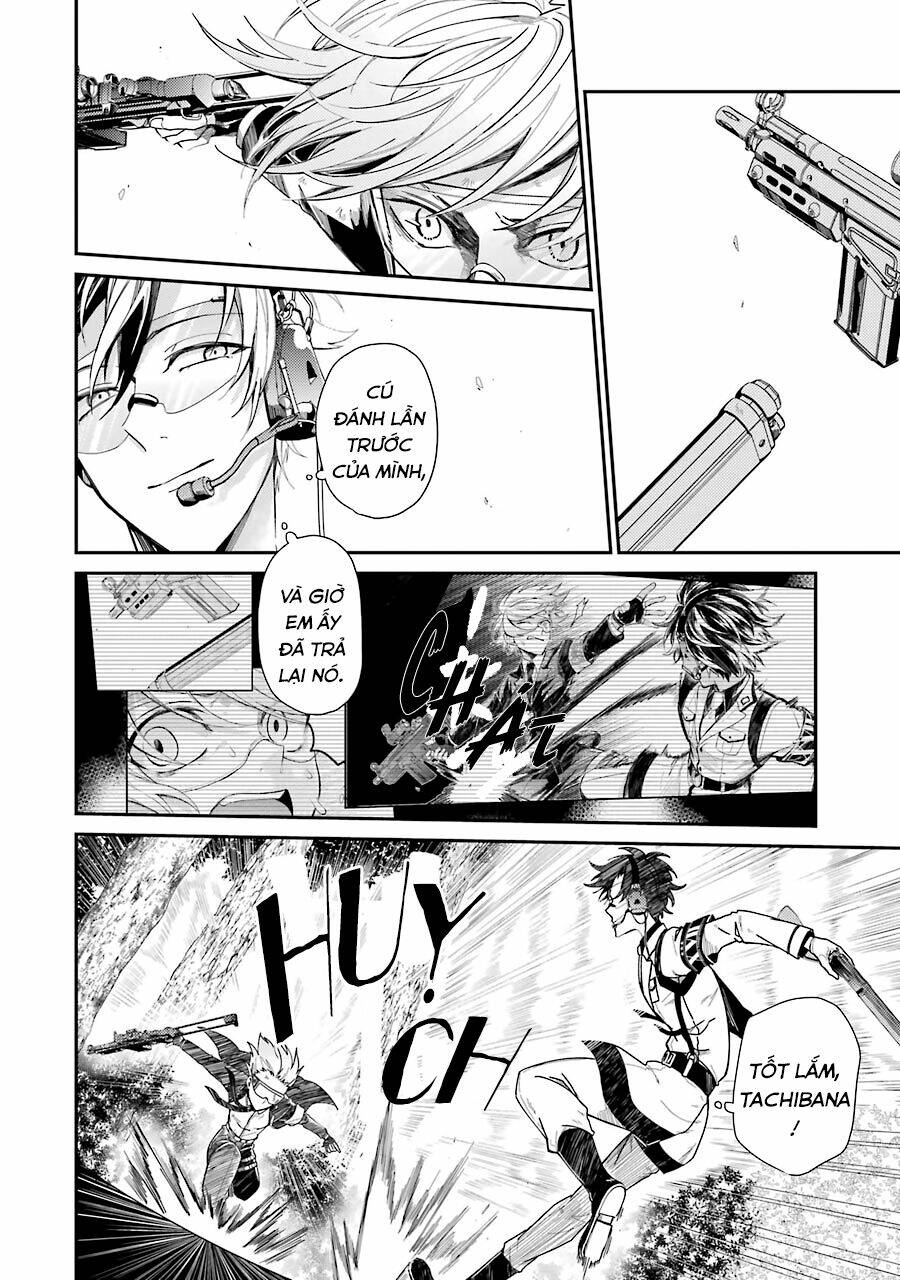 CÚ
ĐÁNH LẦN
TRƯỚC
CỦA MÌNH,
VÀ GIỜ
EM ẤY
ĐÃ TRẢ
LẠI NÓ.
CHÁT
HUỴCH
TỐT LẮM,
TACHIBANA
!